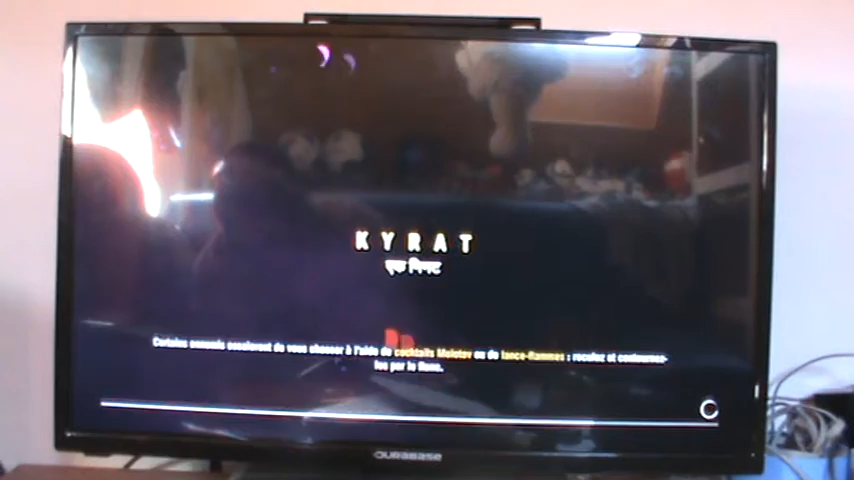 KYRAT
Certains ennemis essaieront de vous chasser à l'aide de cocktails Molotov ou de lance-flammes : reculez et contournez-
les par le flanc.
DURABASE